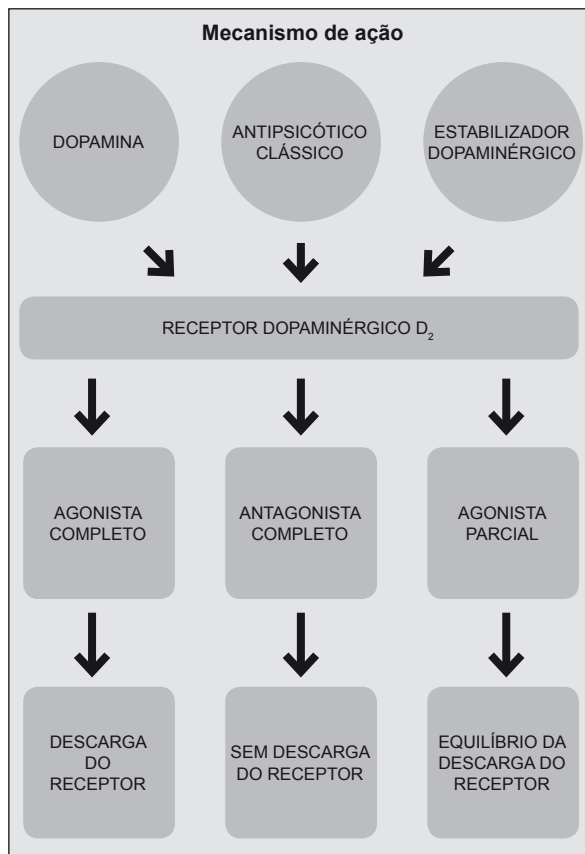 Mecanismo de ação
DOPAMINA
ANTIPSICÓTICO
CLÁSSICO
ESTABILIZADOR
DOPAMINÉRGICO
RECEPTOR DOPAMINÉRGICO D₂
AGONISTA
COMPLETO
ANTAGONISTA
COMPLETO
AGONISTA
PARCIAL
DESCARGA
DO
RECEPTOR
SEM DESCARGA
DO RECEPTOR
EQUILÍBRIO DA
DESCARGA DO
RECEPTOR